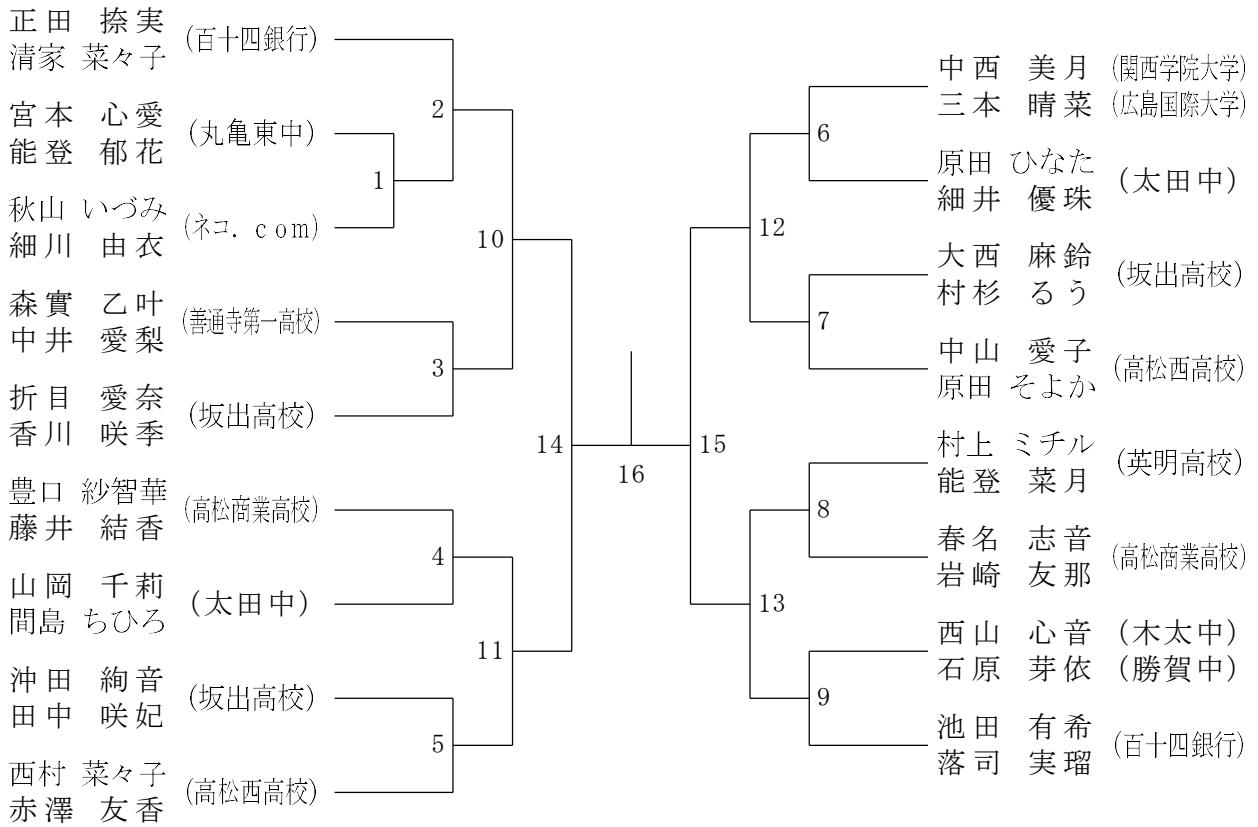 正田 捺実
清家 菜々子
(百十四銀行)
2
宮本 心愛
能登 郁花
(丸亀東中)
1
秋山 いづみ
細川 由衣
(ネコ．ｃｏｍ)
10
森實 乙叶
中井 愛梨
(善通寺第一高校)
3
折目 愛奈
香川 咲季
(坂出高校)
14
豊口 紗智華
藤井 結香
(高松商業高校)
4
山岡 千莉
間島 ちひろ
(太田中)
11
沖田 絢音
田中 咲妃
(坂出高校)
5
西村 菜々子
赤澤 友香
(高松西高校)
16
中西 美月 (関西学院大学)
三本 晴菜 (広島国際大学)
6
原田 ひなた
細井 優珠
(太田中)
12
大西 麻鈴
村杉 るう
(坂出高校)
7
中山 愛子
原田 そよか
(高松西高校)
15
村上 ミチル
能登 菜月
(英明高校)
8
春名 志音
岩崎 友那
(高松商業高校)
13
西山 心音 (木太中)
石原 芽依 (勝賀中)
9
池田 有希
落司 実瑠
(百十四銀行)